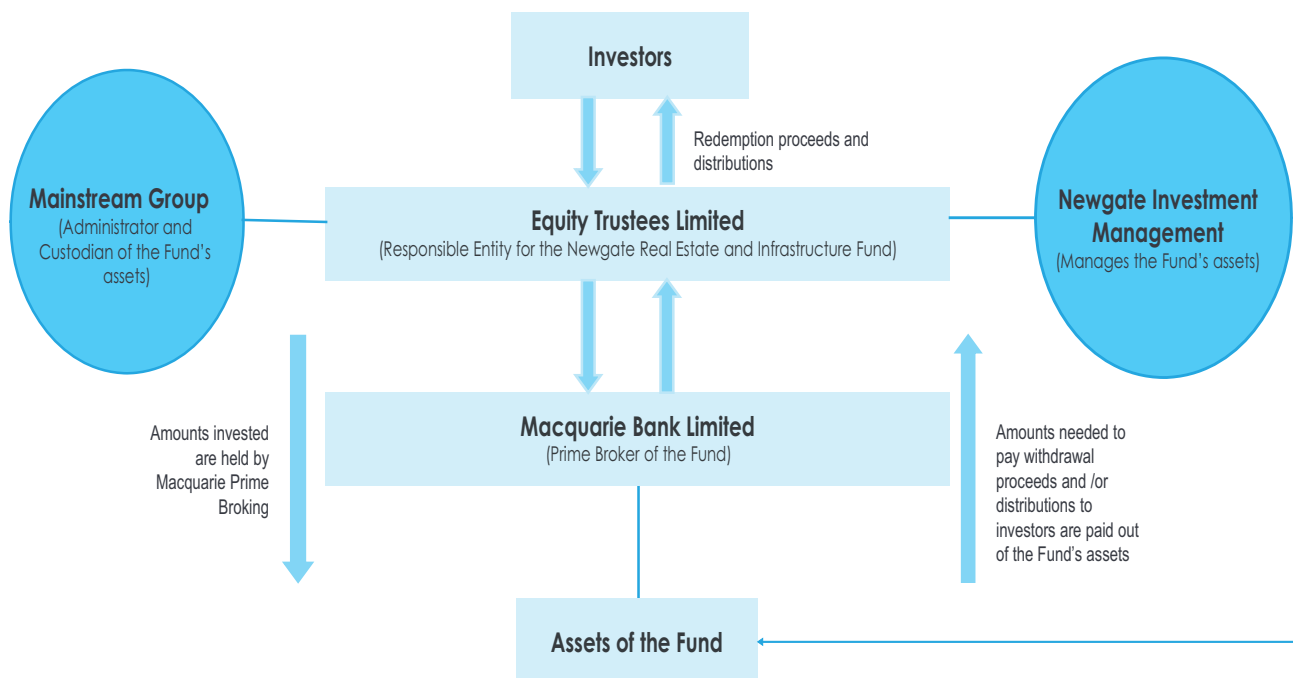 Investors
Redemption proceeds and
distributions
Mainstream Group
(Administrator and
Custodian of the Fund's
assets)
Equity Trustees Limited
(Responsible Entity for the Newgate Real Estate and Infrastructure Fund)
Newgate Investment
Management
(Manages the Fund's assets)
Amounts invested
are held by
Macquarie Prime
Broking
Macquarie Bank Limited
(Prime Broker of the Fund)
Amounts needed to
pay withdrawal
proceeds and /or
distributions to
investors are paid out
of the Fund's assets
Assets of the Fund